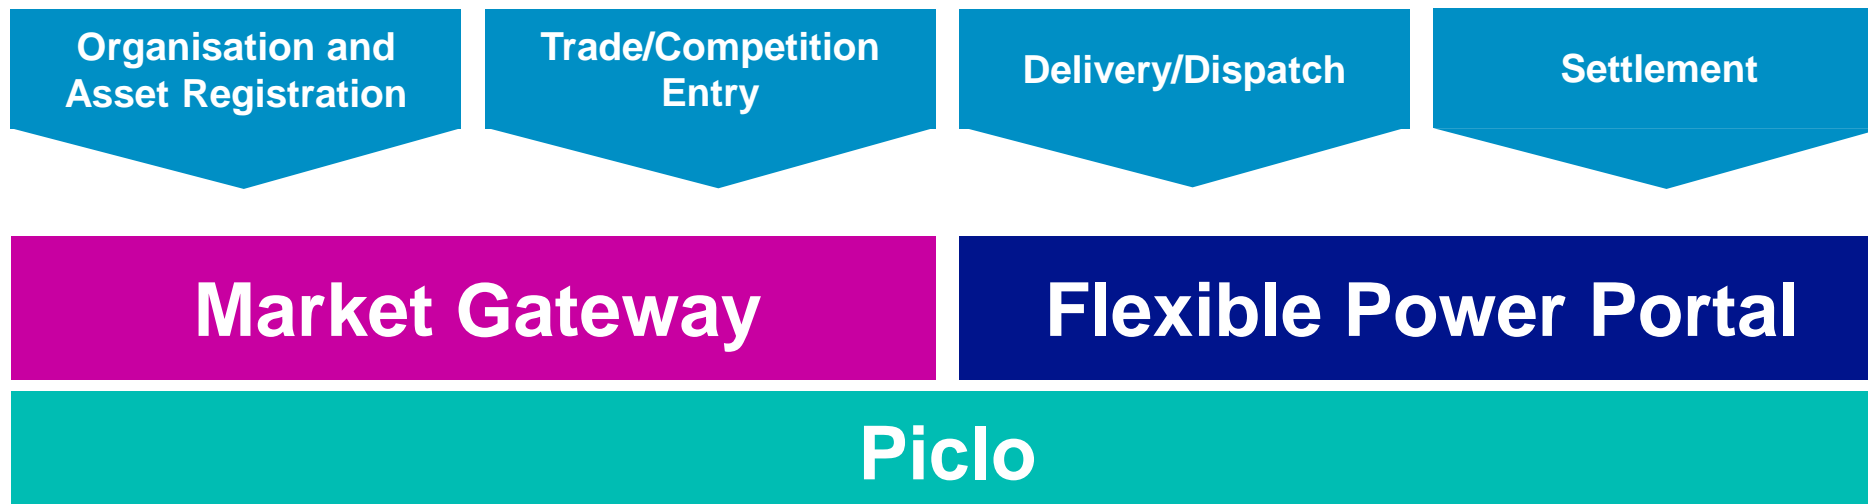 Organisation and
Asset Registration
Trade/Competition
Entry
Delivery/Dispatch
Settlement
Market Gateway
Flexible Power Portal
Piclo